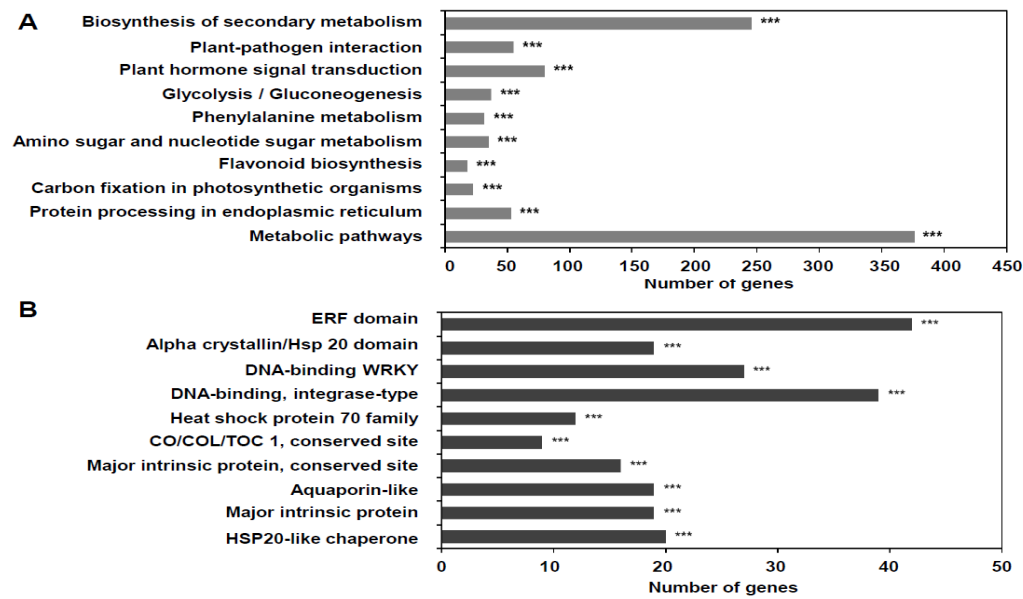 A
Biosynthesis of secondary metabolism ***
Plant-pathogen interaction ***
Plant hormone signal transduction ***
Glycolysis / Gluconeogenesis ***
Phenylalanine metabolism ***
Amino sugar and nucleotide sugar metabolism ***
Flavonoid biosynthesis ***
Carbon fixation in photosynthetic organisms ***
Protein processing in endoplasmic reticulum ***
Metabolic pathways ***
0 50 100 150 200 250 300 350 400 450
Number of genes
B
ERF domain ***
Alpha crystallin/Hsp 20 domain ***
DNA-binding WRKY ***
DNA-binding, integrase-type ***
Heat shock protein 70 family ***
CO/COL/TOC 1, conserved site ***
Major intrinsic protein, conserved site ***
Aquaporin-like ***
Major intrinsic protein ***
HSP20-like chaperone ***
0 10 20 30 40 50
Number of genes